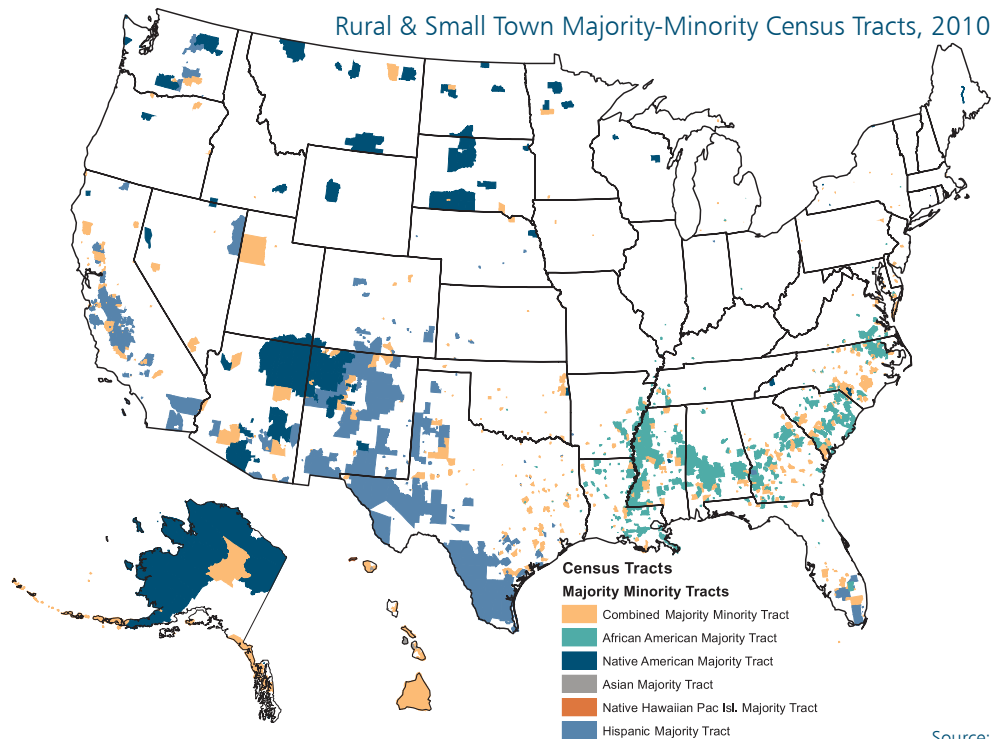 Rural & Small Town Majority-Minority Census Tracts, 2010
Census Tracts
Majority Minority Tracts
Combined Majority Minority Tract
African American Majority Tract
Native American Majority Tract
Asian Majority Tract
Native Hawaiian Pac Isl. Majority Tract
Hispanic Majority Tract
Source: